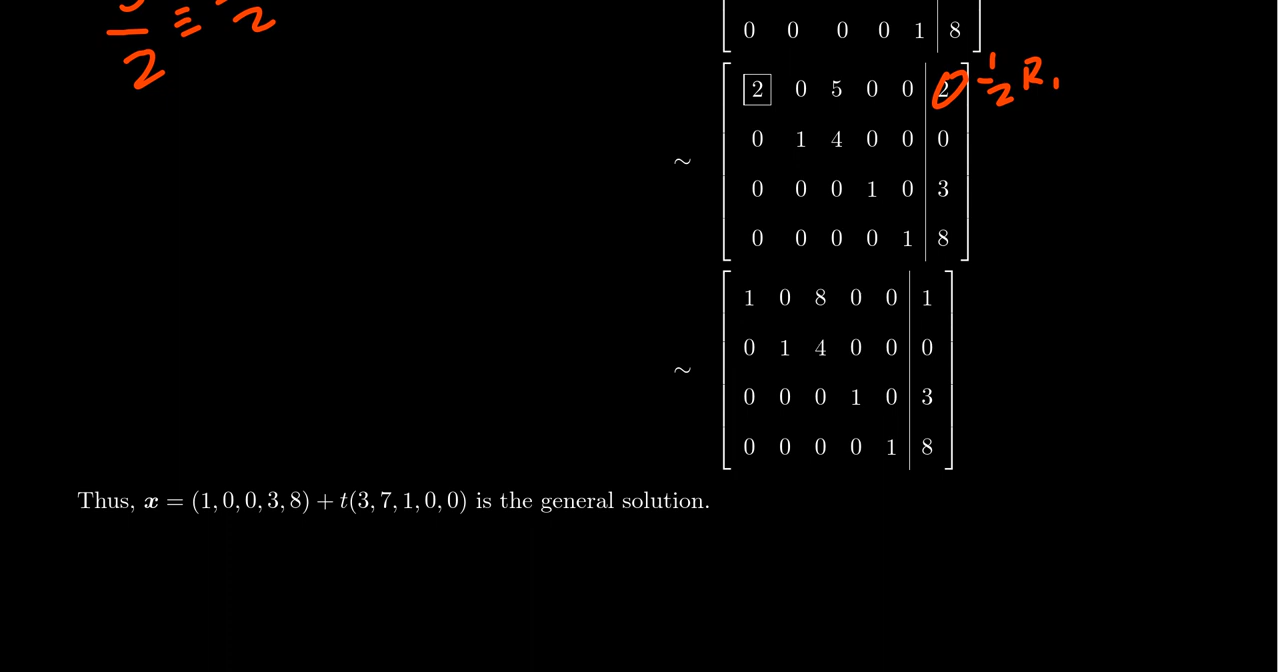 2 ≡ 2
0 0 0 0 1 8
2 0 5 0 0 2 0 1/2 R₁
0 1 4 0 0 0
∼
0 0 0 1 0 3
0 0 0 0 1 8
1 0 8 0 0 1
0 1 4 0 0 0
∼
0 0 0 1 0 3
0 0 0 0 1 8
Thus, x = (1, 0, 0, 3, 8) + t(3, 7, 1, 0, 0) is the general solution.